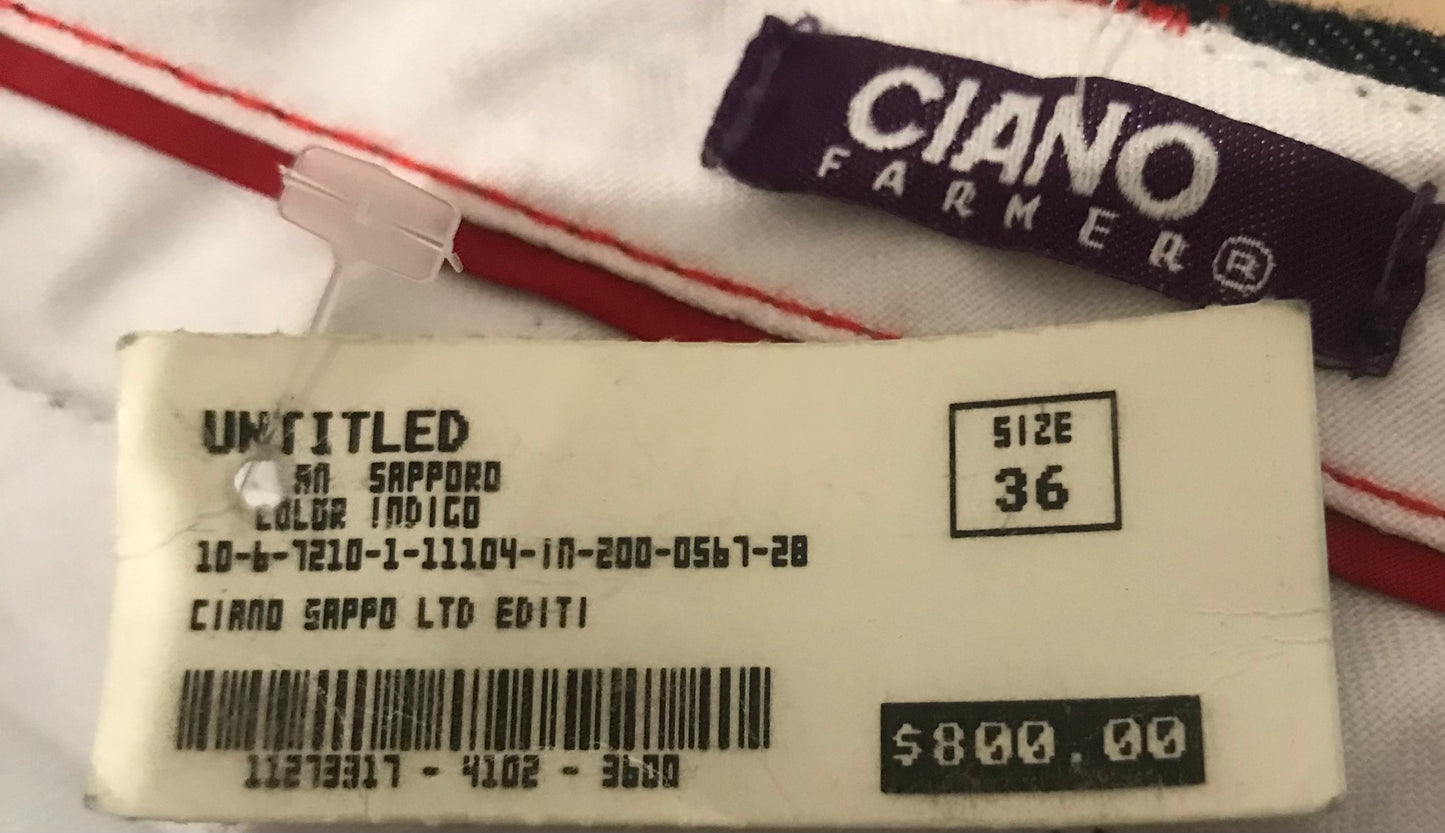 CIANO
FARMER®
UNTITLED
SAPPORO
COLOR INDIGO
10-6-7210-1-11104-in-200-0567-28
CIANO SAPPO LTD EDITI
11273317 - 4102 - 3600
SIZE
36
$800.00